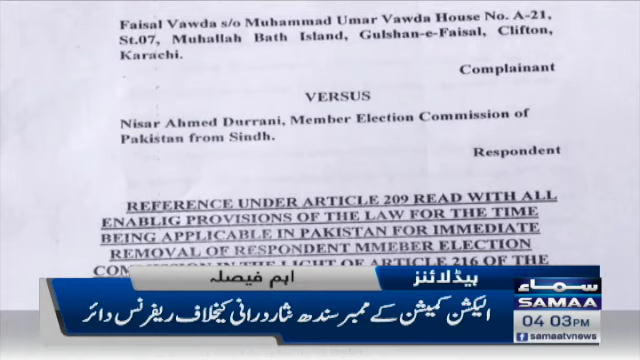 Faisal Vawda s/o Muhammad Umar Vawda House No. A-21,
St.07, Muhallah Bath Island, Gulshan-e-Faisal, Clifton,
Karachi.
Complainant
VERSUS
Nisar Ahmed Durrani, Member Election Commission of
Pakistan from Sindh.
Respondent
REFERENCE UNDER ARTICLE 209 READ WITH ALL
ENABLIG PROVISIONS OF THE LAW FOR THE TIME
BEING APPLICABLE IN PAKISTAN FOR IMMEDIATE
REMOVAL OF RESPONDENT MMEBER ELECTION
COMMISSION IN THE LIGHT OF ARTICLE 216 OF THE
ہیڈلائنز
اہم فیصلہ
الیکشن کمیشن کے ممبر سندھ نثار درانی کیخلاف ریفرنس دائر
سماء
SAMAA
04 03PM
samaatvnews